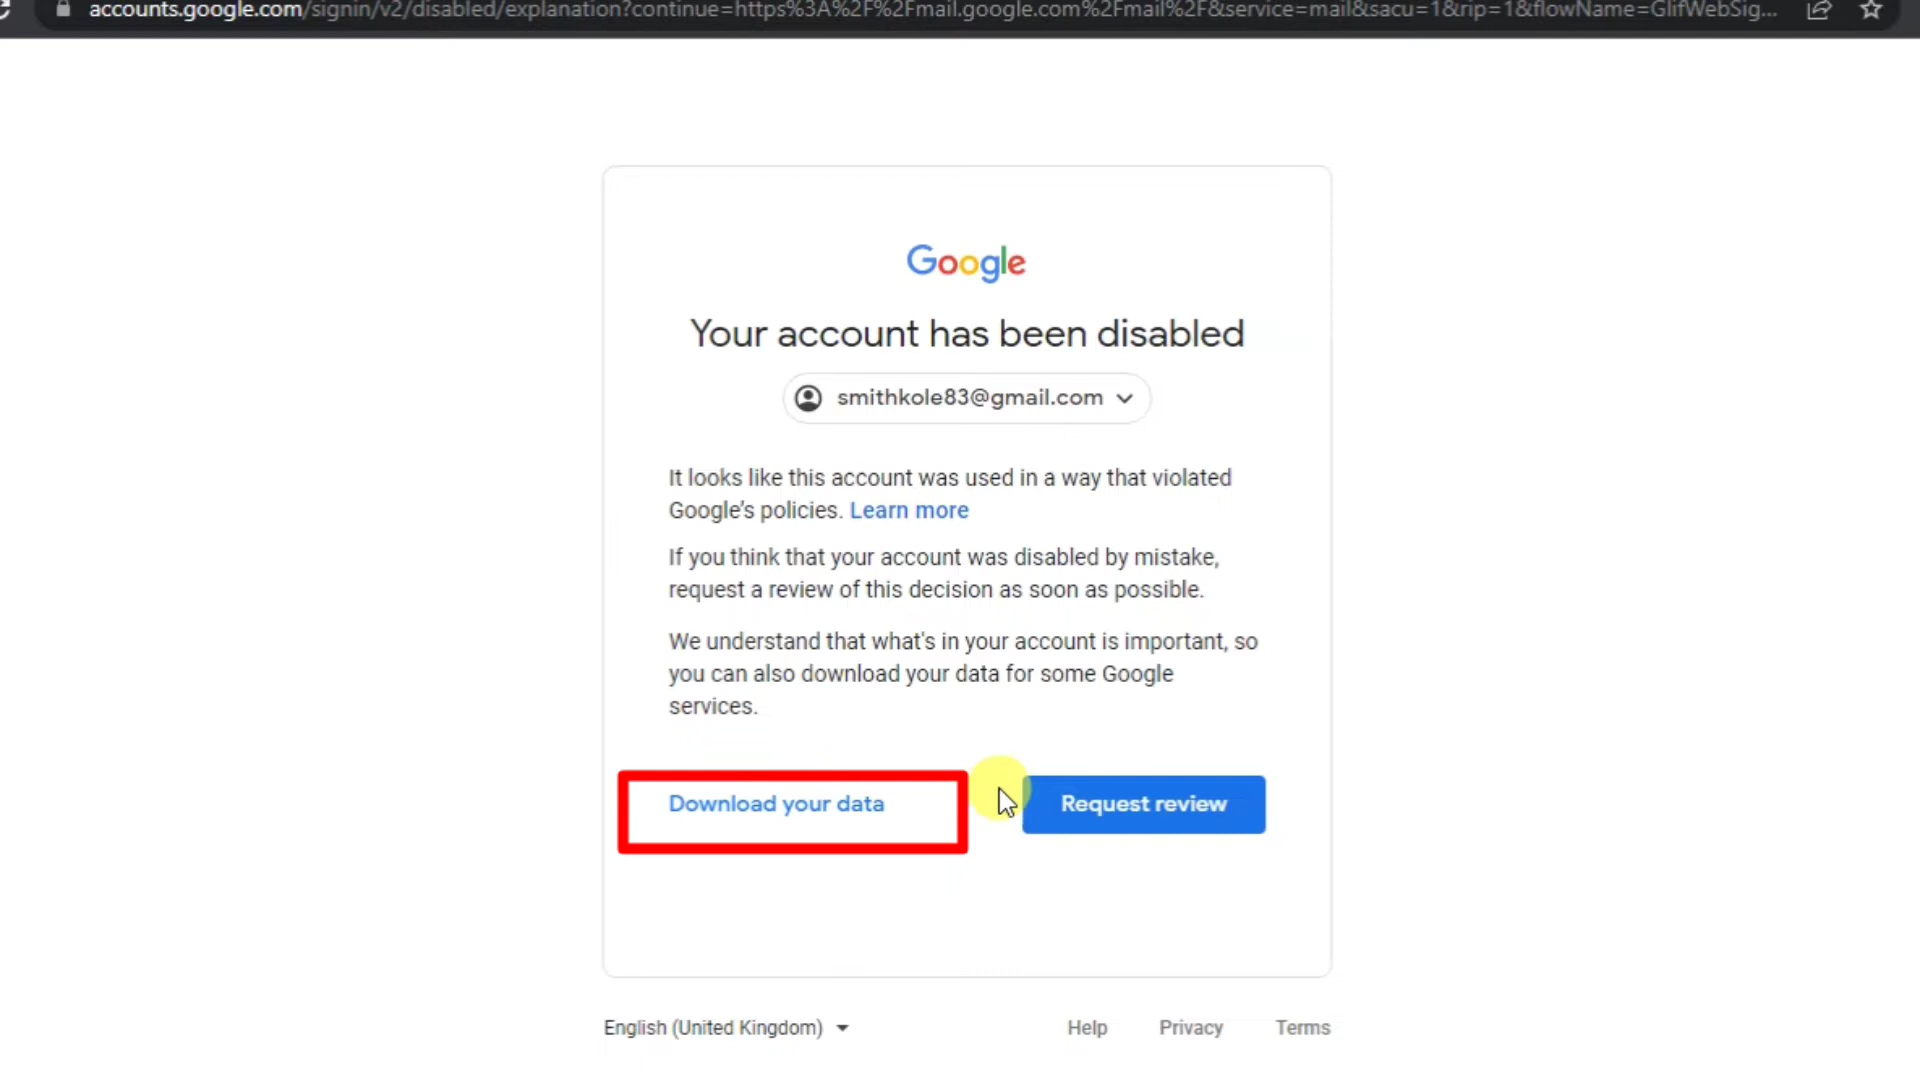 accounts.google.com/signin/v2/disabled/explanation?continue=https%3A%2F%2Fmail.google.com%2Fmail%2F&service=mail&sacu=1&rip=1&flowName=GlifWebSig...
Google
Your account has been disabled
smithkole83@gmail.com
It looks like this account was used in a way that violated
Google's policies. Learn more
If you think that your account was disabled by mistake,
request a review of this decision as soon as possible.
We understand that what's in your account is important, so
you can also download your data for some Google
services.
Download your data
Request review
English (United Kingdom)
Help
Privacy
Terms